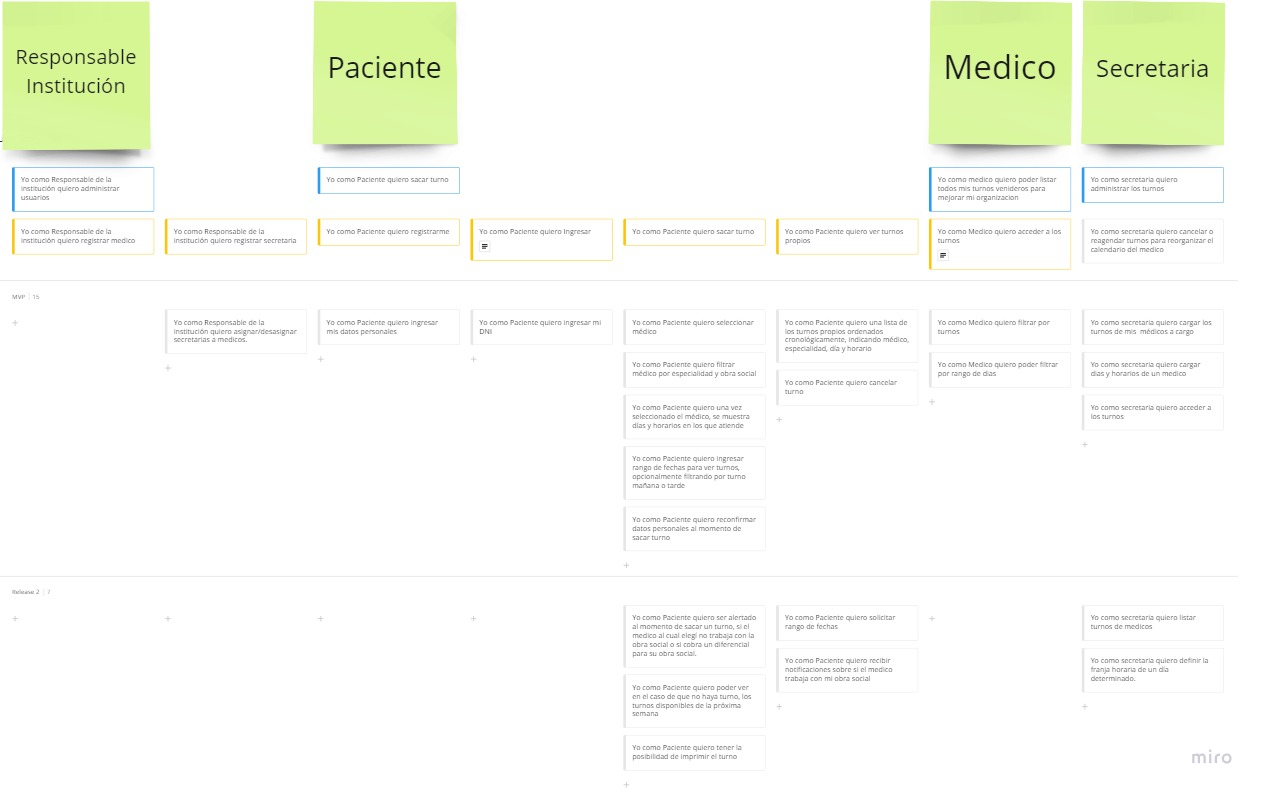 Responsable
Institución
Paciente
Medico
Secretaria
Yo como Responsable de la
institución quiero administrar
usuarios
Yo como Paciente quiero sacar turno
Yo como medico quiero poder listar
todos mis turnos venideros para
mejorar mi organizacion
Yo como secretaria quiero
administrar los turnos
Yo como Responsable de la
institución quiero registrar medico
Yo como Responsable de la
institución quiero registrar secretaria
Yo como Paciente quiero registrarme
Yo como Paciente quiero Ingresar
Yo como Paciente quiero sacar turno
Yo como Paciente quiero ver turnos
propios
Yo como Medico quiero acceder a los
turnos
Yo como secretaria quiero cancelar o
reagendar turnos para reorganizar el
calendario del medico
MVP | 15
Yo como Responsable de la
institución quiero asignar/desasignar
secretarias a medicos.
Yo como Paciente quiero ingresar
mis datos personales
Yo como Paciente quiero ingresar mi
DNI
Yo como Paciente quiero seleccionar
médico
Yo como Paciente quiero filtrar
médico por especialidad y obra social
Yo como Paciente quiero una vez
seleccionado el médico, se muestra
días y horarios en los que atiende
Yo como Paciente quiero ingresar
rango de fechas para ver turnos,
opcionalmente filtrando por turno
mañana o tarde
Yo como Paciente quiero reconfirmar
datos personales al momento de
sacar turno
Yo como Paciente quiero una lista de
los turnos propios ordenados
cronológicamente, indicando médico,
especialidad, día y horario
Yo como Paciente quiero cancelar
turno
Yo como Medico quiero filtrar por
turnos
Yo como Medico quiero poder filtrar
por rango de dias
Yo como secretaria quiero cargar los
turnos de mis médicos a cargo
Yo como secretaria quiero cargar
dias y horarios de un medico
Yo como secretaria quiero acceder a
los turnos
Release 2 | 7
Yo como Paciente quiero ser alertado
al momento de sacar un turno, si el
medico al cual elegí no trabaja con la
obra social o si cobra un diferencial
para su obra social.
Yo como Paciente quiero poder ver
en el caso de que no haya turno, los
turnos disponibles de la próxima
semana
Yo como Paciente quiero tener la
posibilidad de imprimir el turno
Yo como Paciente quiero solicitar
rango de fechas
Yo como Paciente quiero recibir
notificaciones sobre si el medico
trabaja con mi obra social
Yo como secretaria quiero listar
turnos de medicos
Yo como secretaria quiero definir la
franja horaria de un día
determinado.
miro